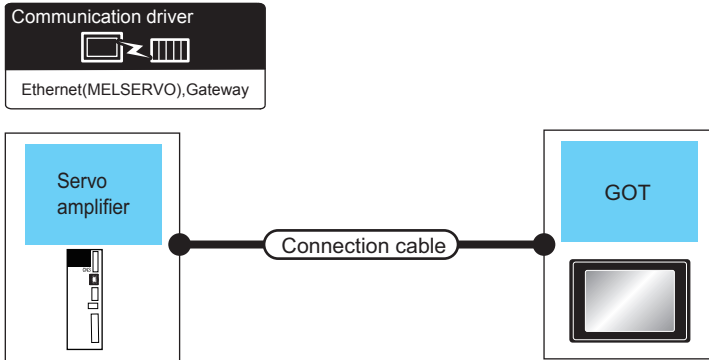 Communication driver
Ethernet(MELSERVO),Gateway
Servo
amplifier
GOT
Connection cable